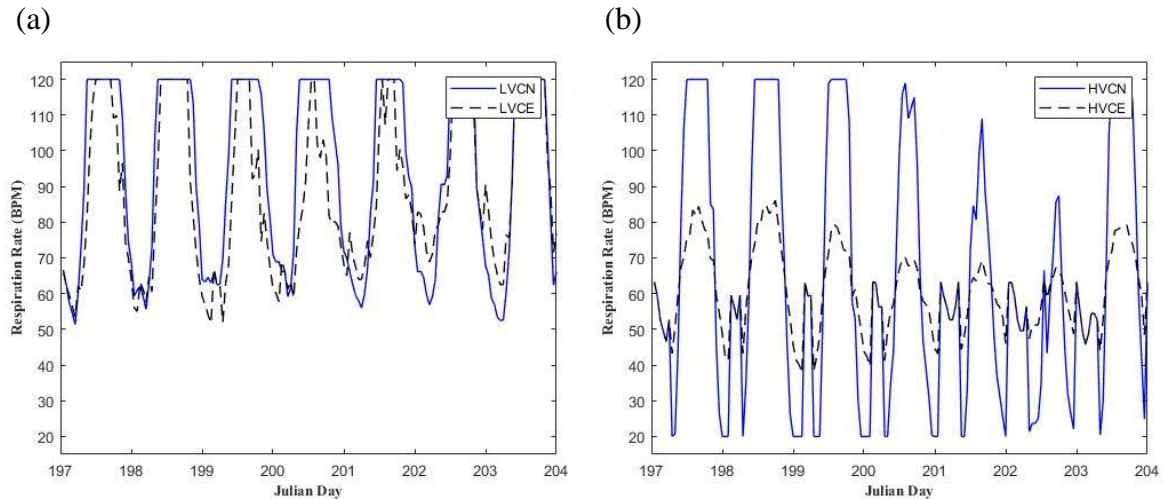 (a)
(b)
120
110
100
90
80
70
60
50
40
30
20
Respiration Rate (BPM)
197 198 199 200 201 202 203 204
Julian Day
LVCN
LVCE
120
110
100
90
80
70
60
50
40
30
20
Respiration Rate (BPM)
197 198 199 200 201 202 203 204
Julian Day
HVCN
HVCE